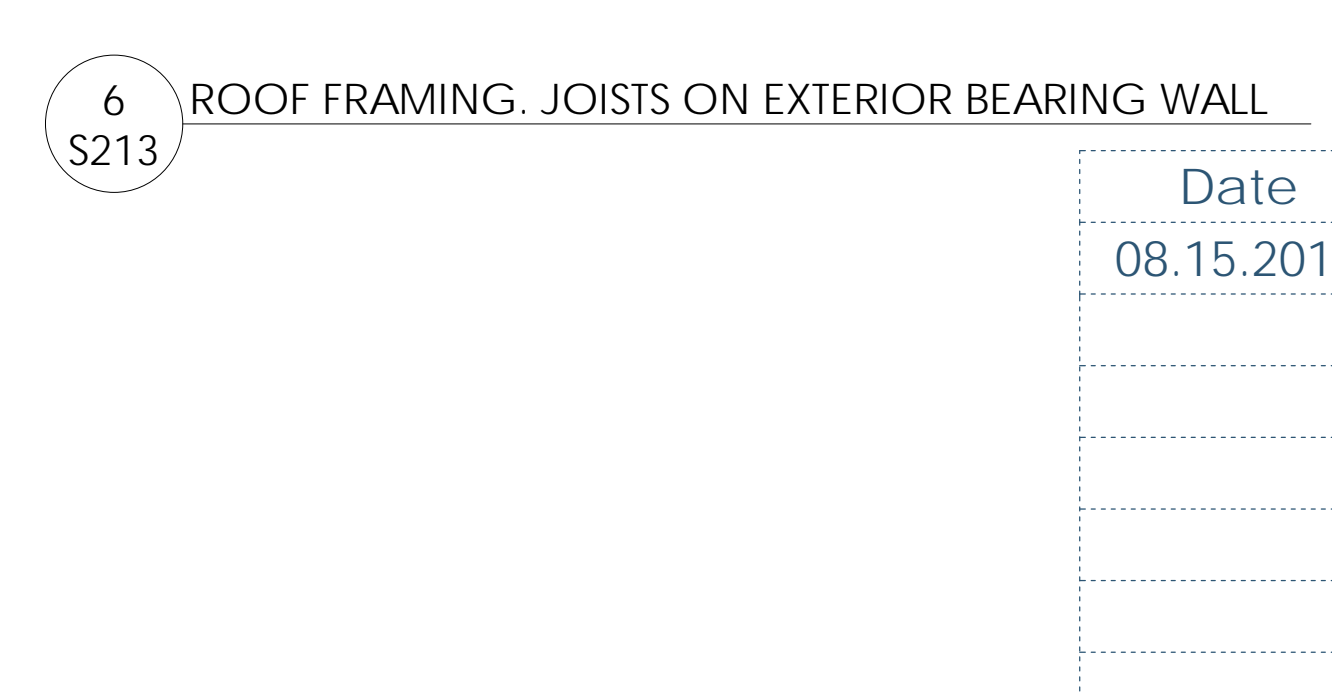 6
S213
ROOF FRAMING. JOISTS ON EXTERIOR BEARING WALL
Date
08.15.201